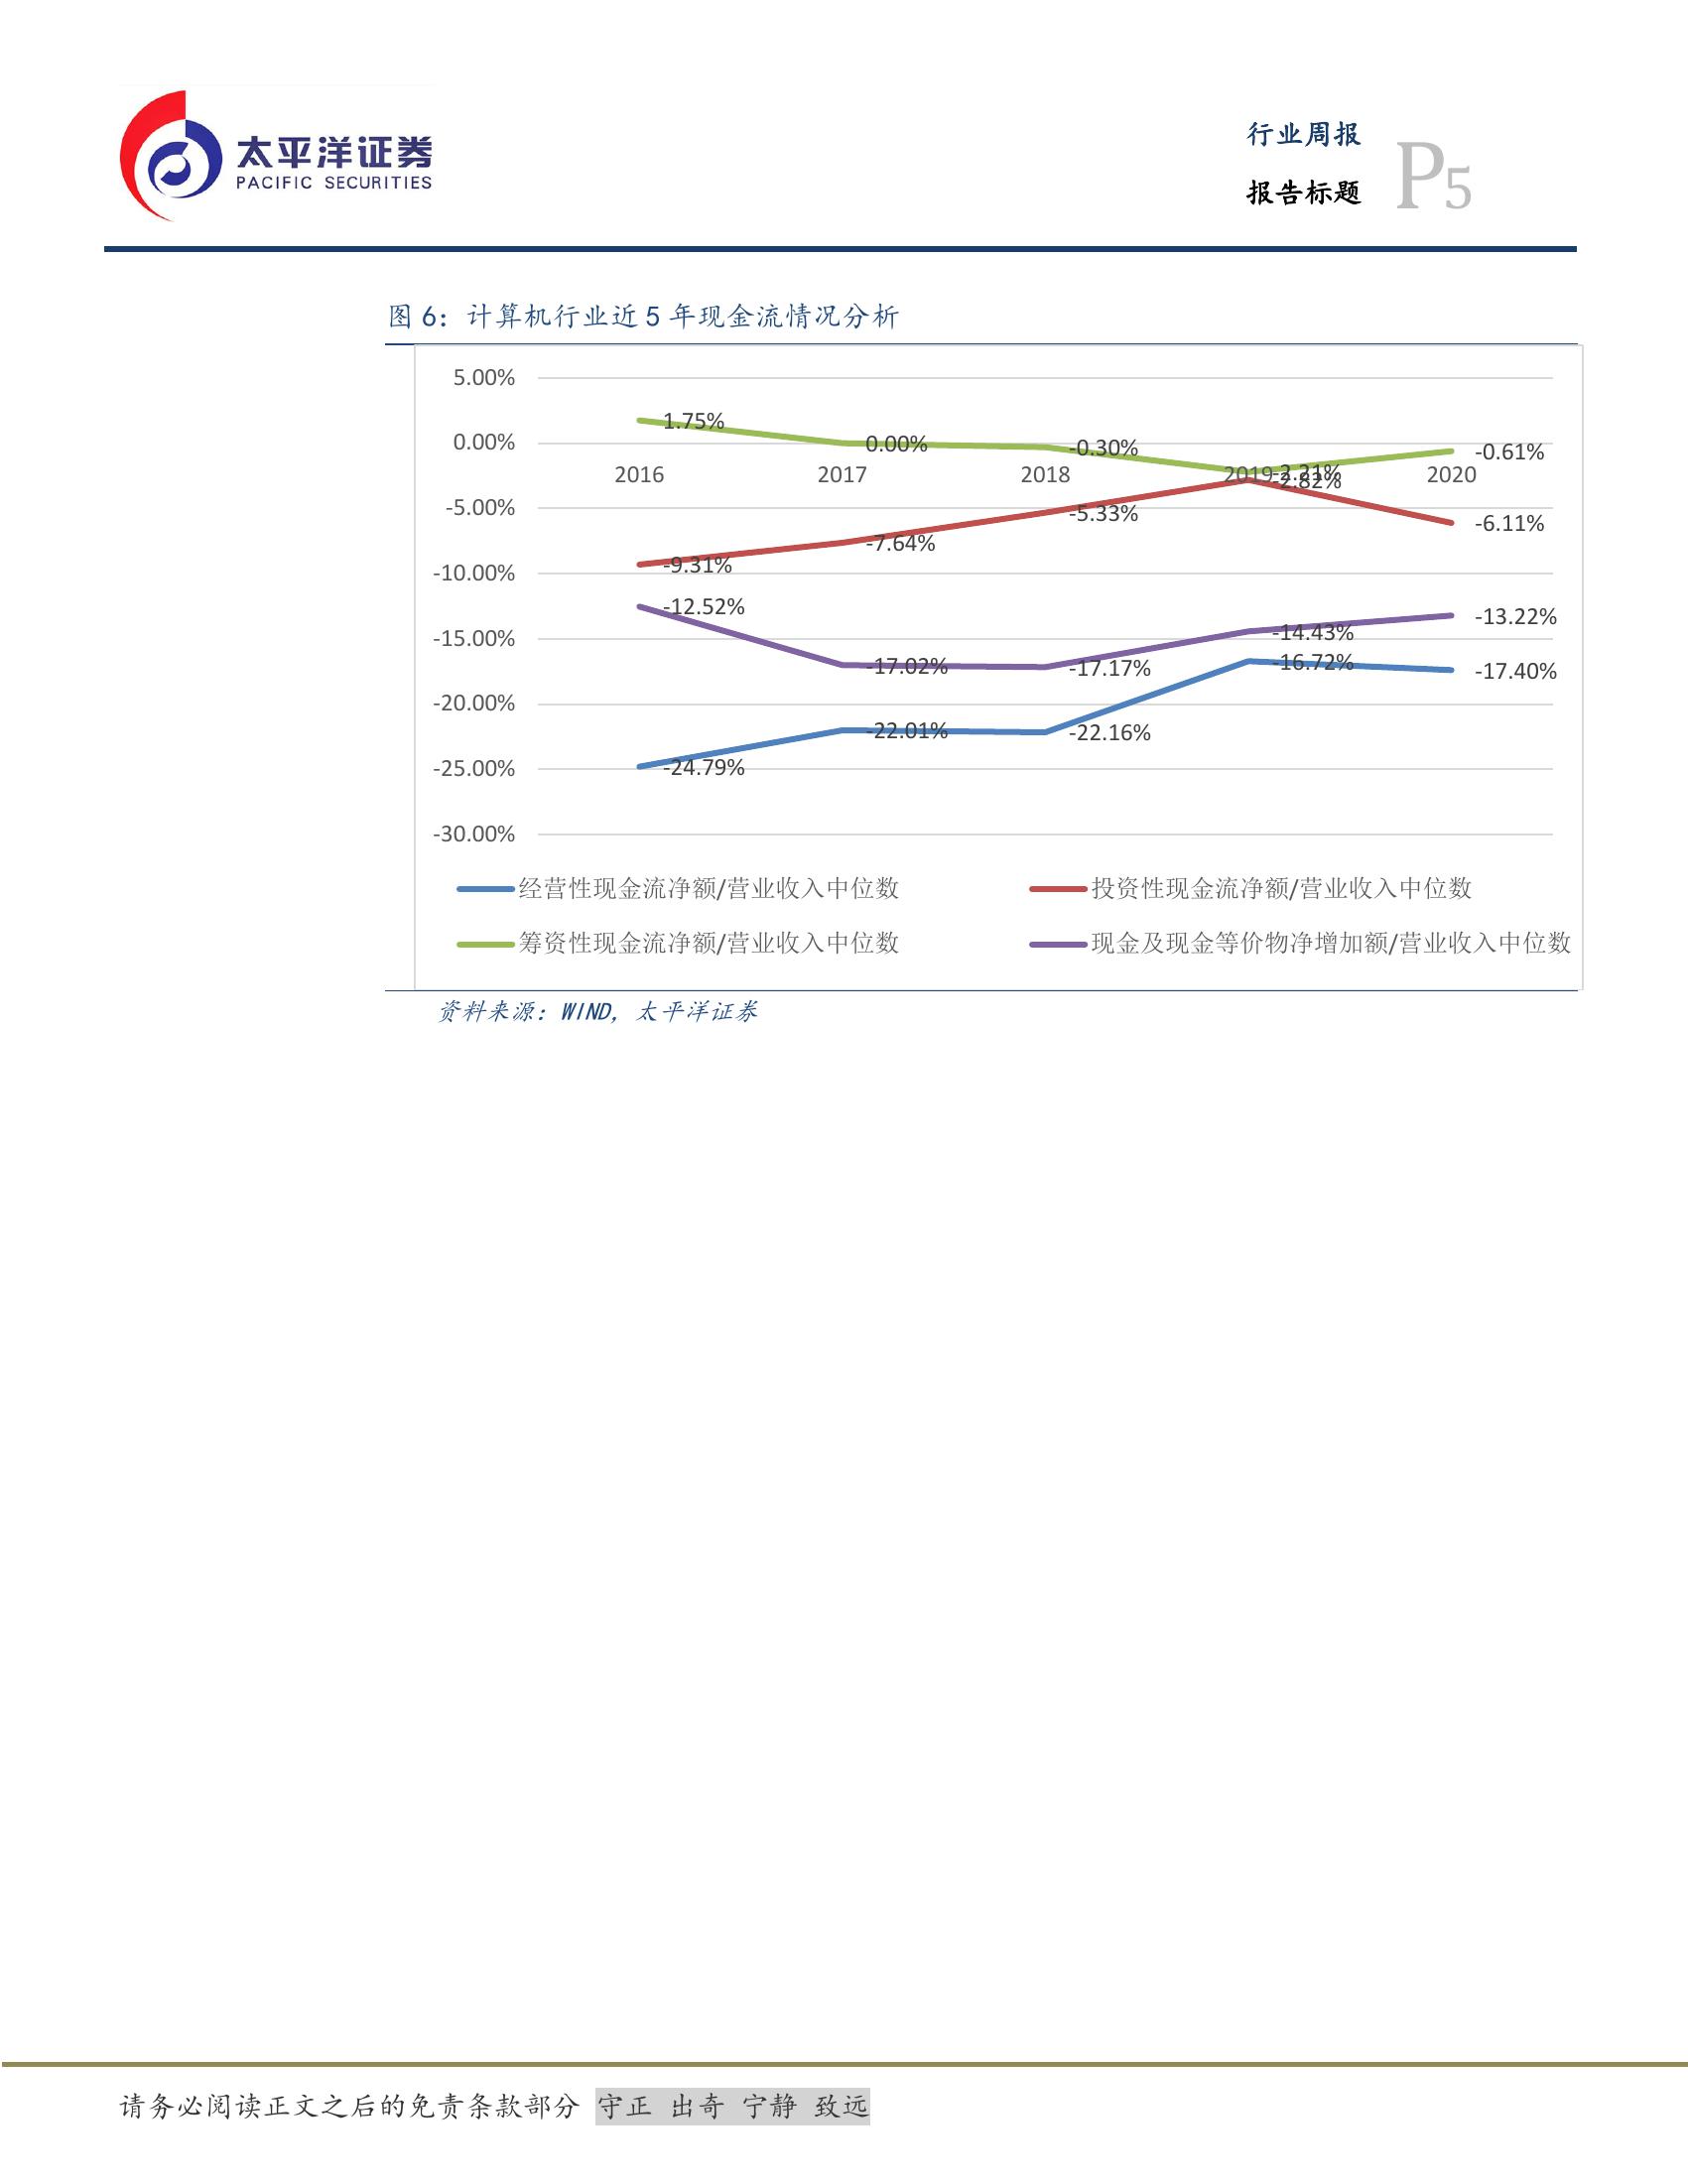 太平洋证券
PACIFIC SECURITIES
行业周报
报告标题
P5
图 6：计算机行业近 5 年现金流情况分析
5.00%
0.00%
-5.00%
-10.00%
-15.00%
-20.00%
-25.00%
-30.00%
2016 2017 2018 2019 2020
1.75% 0.00% -0.30% -2.21% -0.61%
-9.31% -7.64% -5.33% -2.82% -6.11%
-12.52% -17.02% -17.17% -14.43% -13.22%
-24.79% -22.01% -22.16% -16.72% -17.40%
经营性现金流净额/营业收入中位数 投资性现金流净额/营业收入中位数
筹资性现金流净额/营业收入中位数 现金及现金等价物净增加额/营业收入中位数
资料来源：WIND，太平洋证券
请务必阅读正文之后的免责条款部分 守正 出奇 宁静 致远